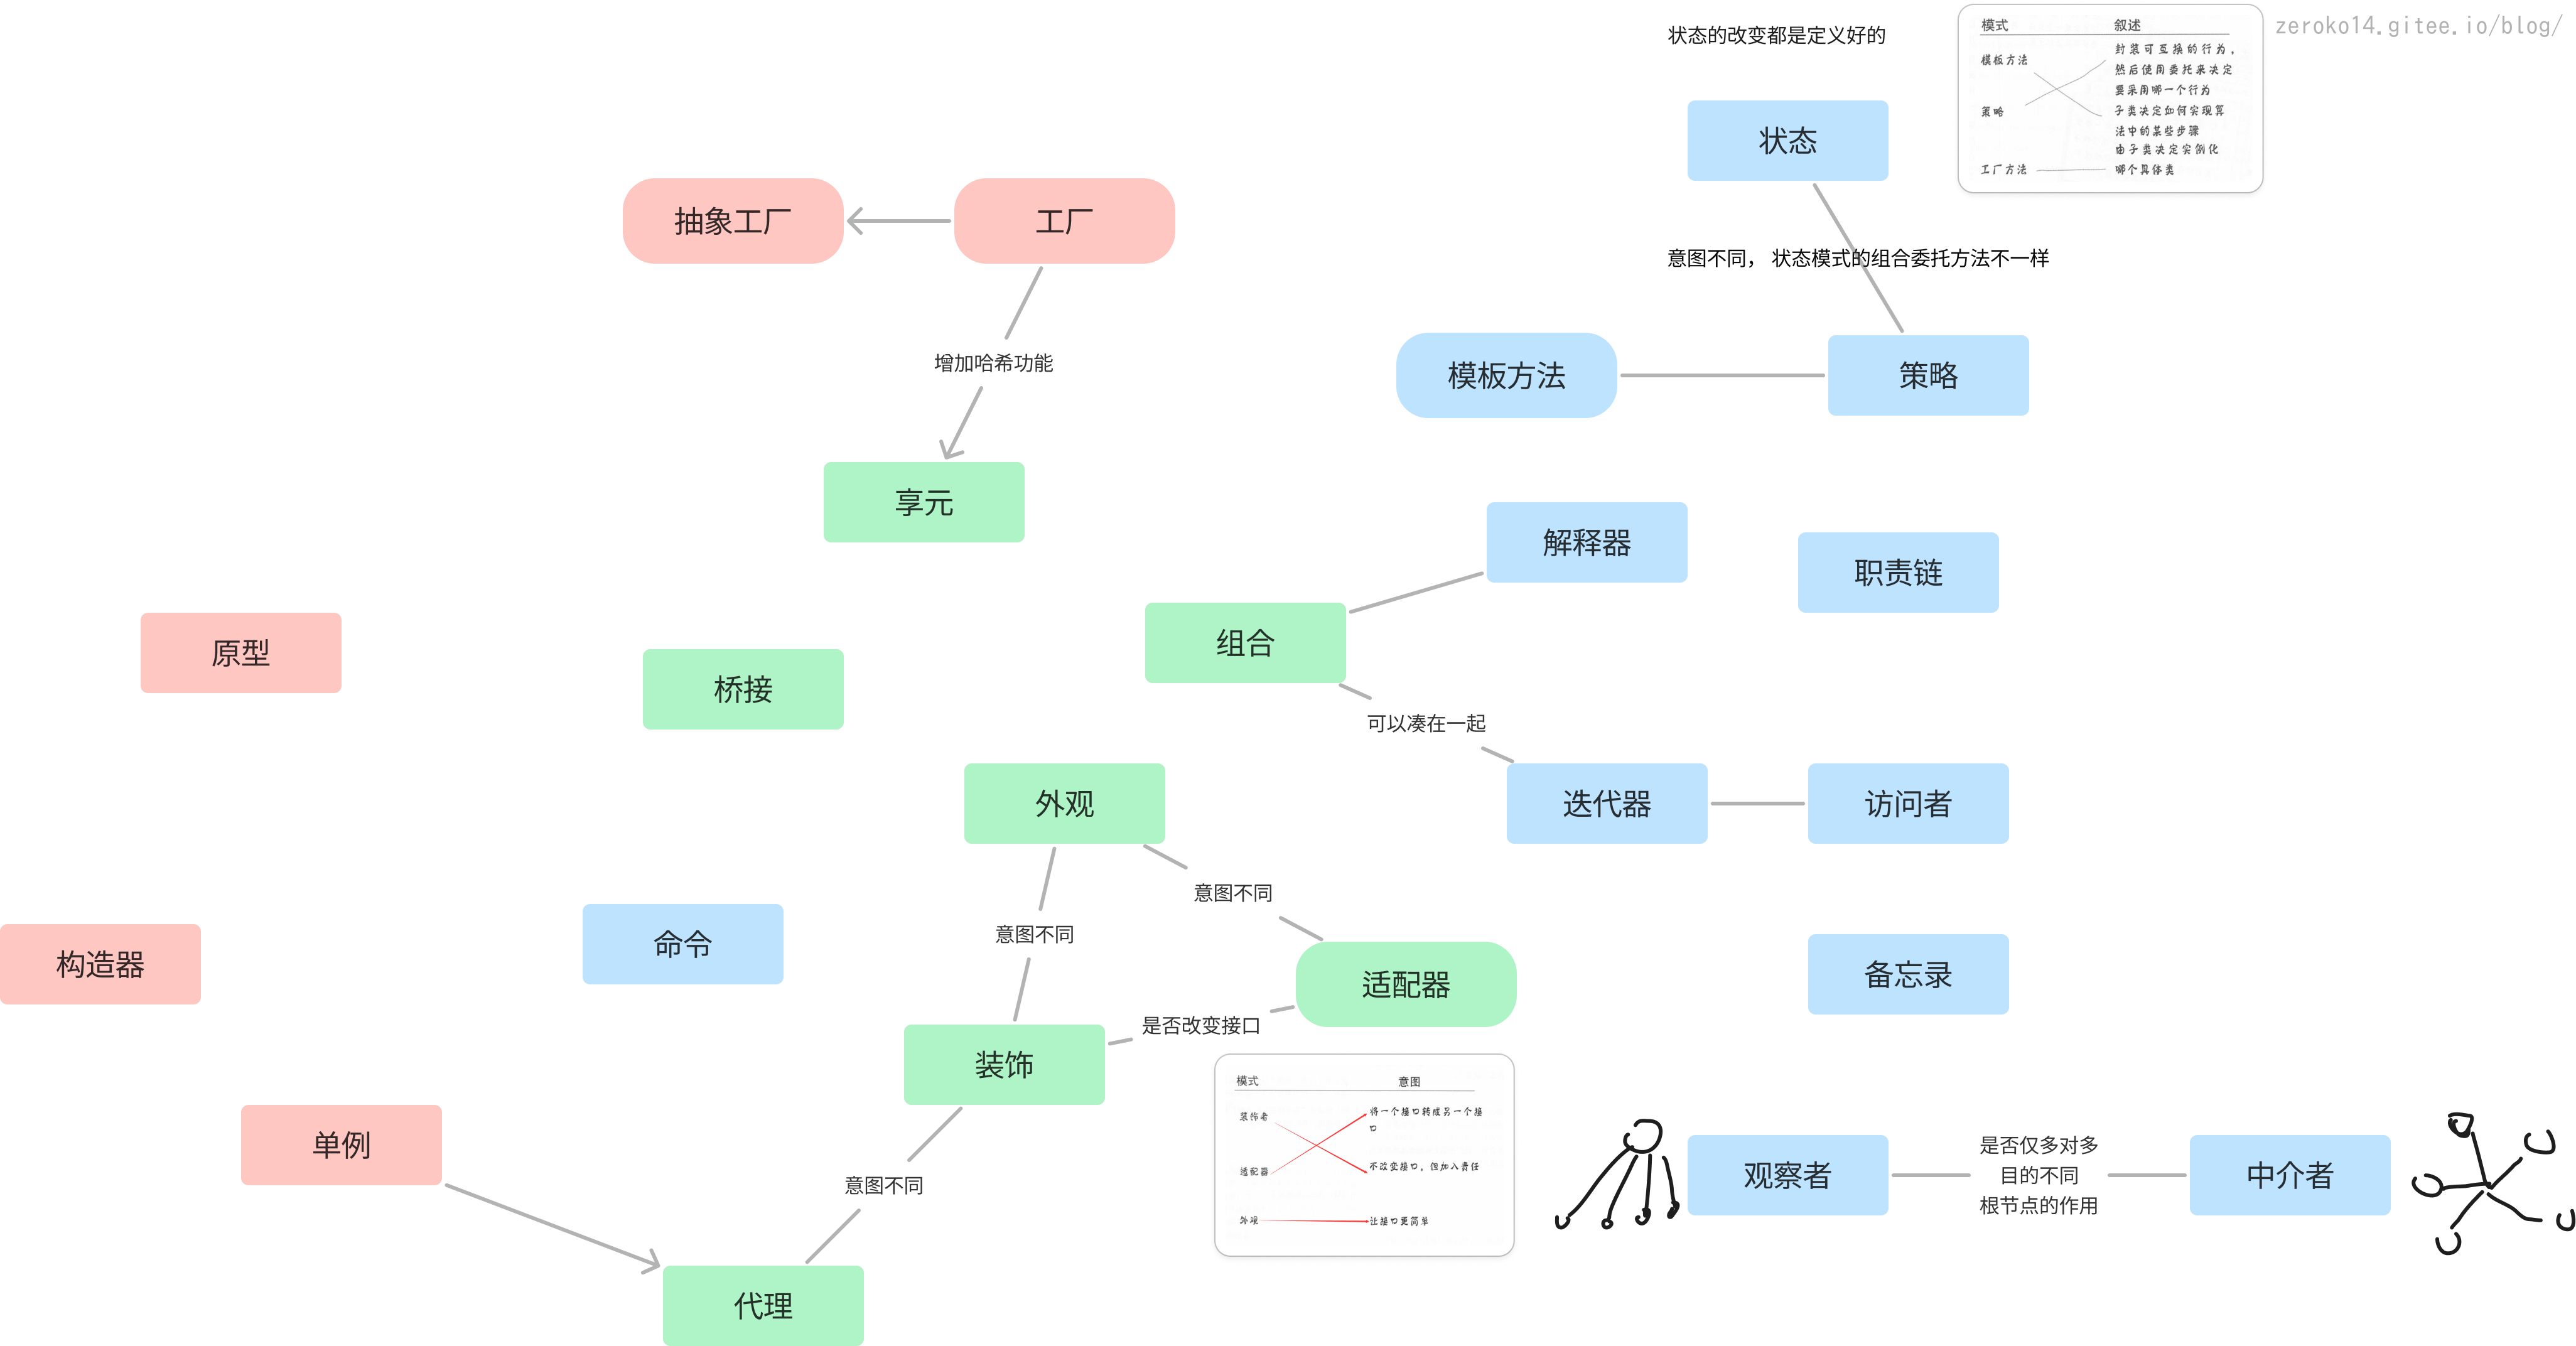 状态的改变都是定义好的
模式 叙述
模板方法
策略
工厂方法
封装可互换的行为,
然后使用委托来决定
要采用哪一个行为
子类决定如何实现算
法中的某些步骤
由子类决定实例化
哪个具体类
zeroko14.gitee.io/blog/
状态
抽象工厂
工厂
意图不同， 状态模式的组合委托方法不一样
增加哈希功能
模板方法
策略
享元
解释器
职责链
组合
原型
桥接
可以凑在一起
外观
迭代器
访问者
意图不同
意图不同
构造器
命令
适配器
备忘录
是否改变接口
装饰
模式 意图
装饰者
适配器
外观
将一个接口转成另一个接
口
不改变接口，但加入责任
让接口更简单
单例
意图不同
观察者
是否仅多对多
目的不同
根节点的作用
中介者
代理